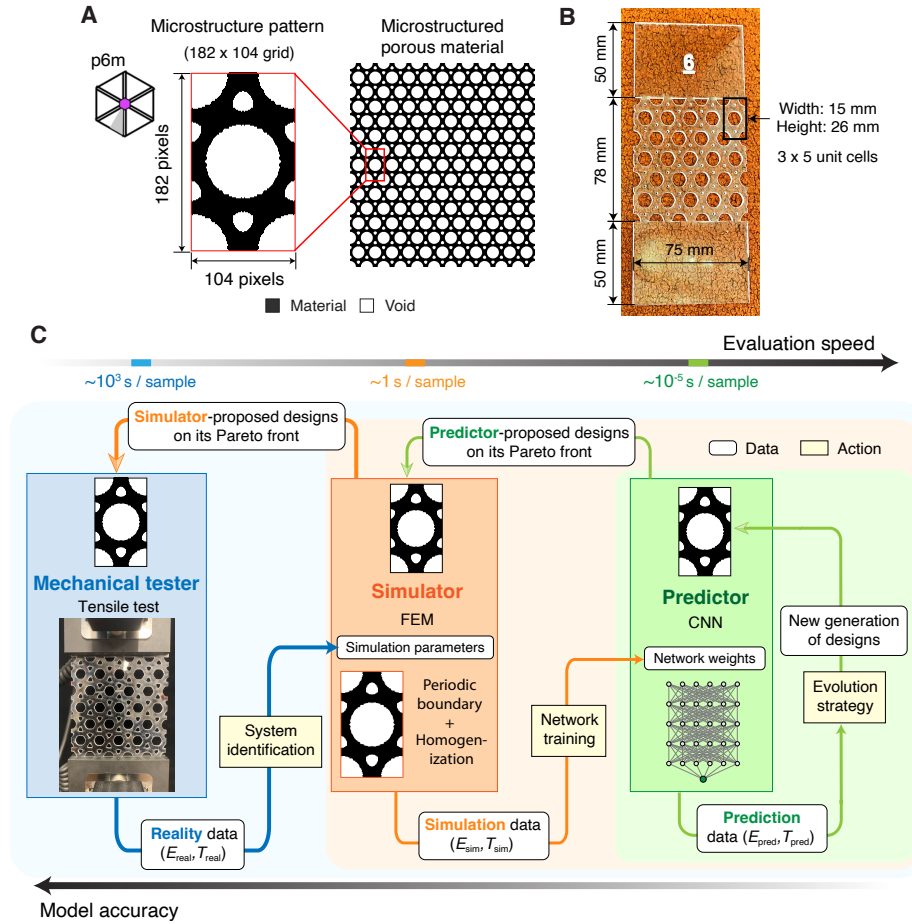 A
Microstructure pattern
(182 x 104 grid)
Microstructured
porous material
p6m
182 pixels
104 pixels
Material
Void
B
50 mm
6
78 mm
Width: 15 mm
Height: 26 mm
3 x 5 unit cells
50 mm
75 mm
C
Evaluation speed
~10³ s / sample
~1 s / sample
~10⁻⁵ s / sample
Simulator-proposed designs
on its Pareto front
Predictor-proposed designs
on its Pareto front
Data
Action
Mechanical tester
Tensile test
Simulator
FEM
Simulation parameters
Periodic
boundary
+
Homogen-
ization
Predictor
CNN
Network weights
New generation
of designs
Evolution
strategy
System
identification
Network
training
Reality data
(E_real, T_real)
Simulation data
(E_sim, T_sim)
Prediction
data (E_pred, T_pred)
Model accuracy